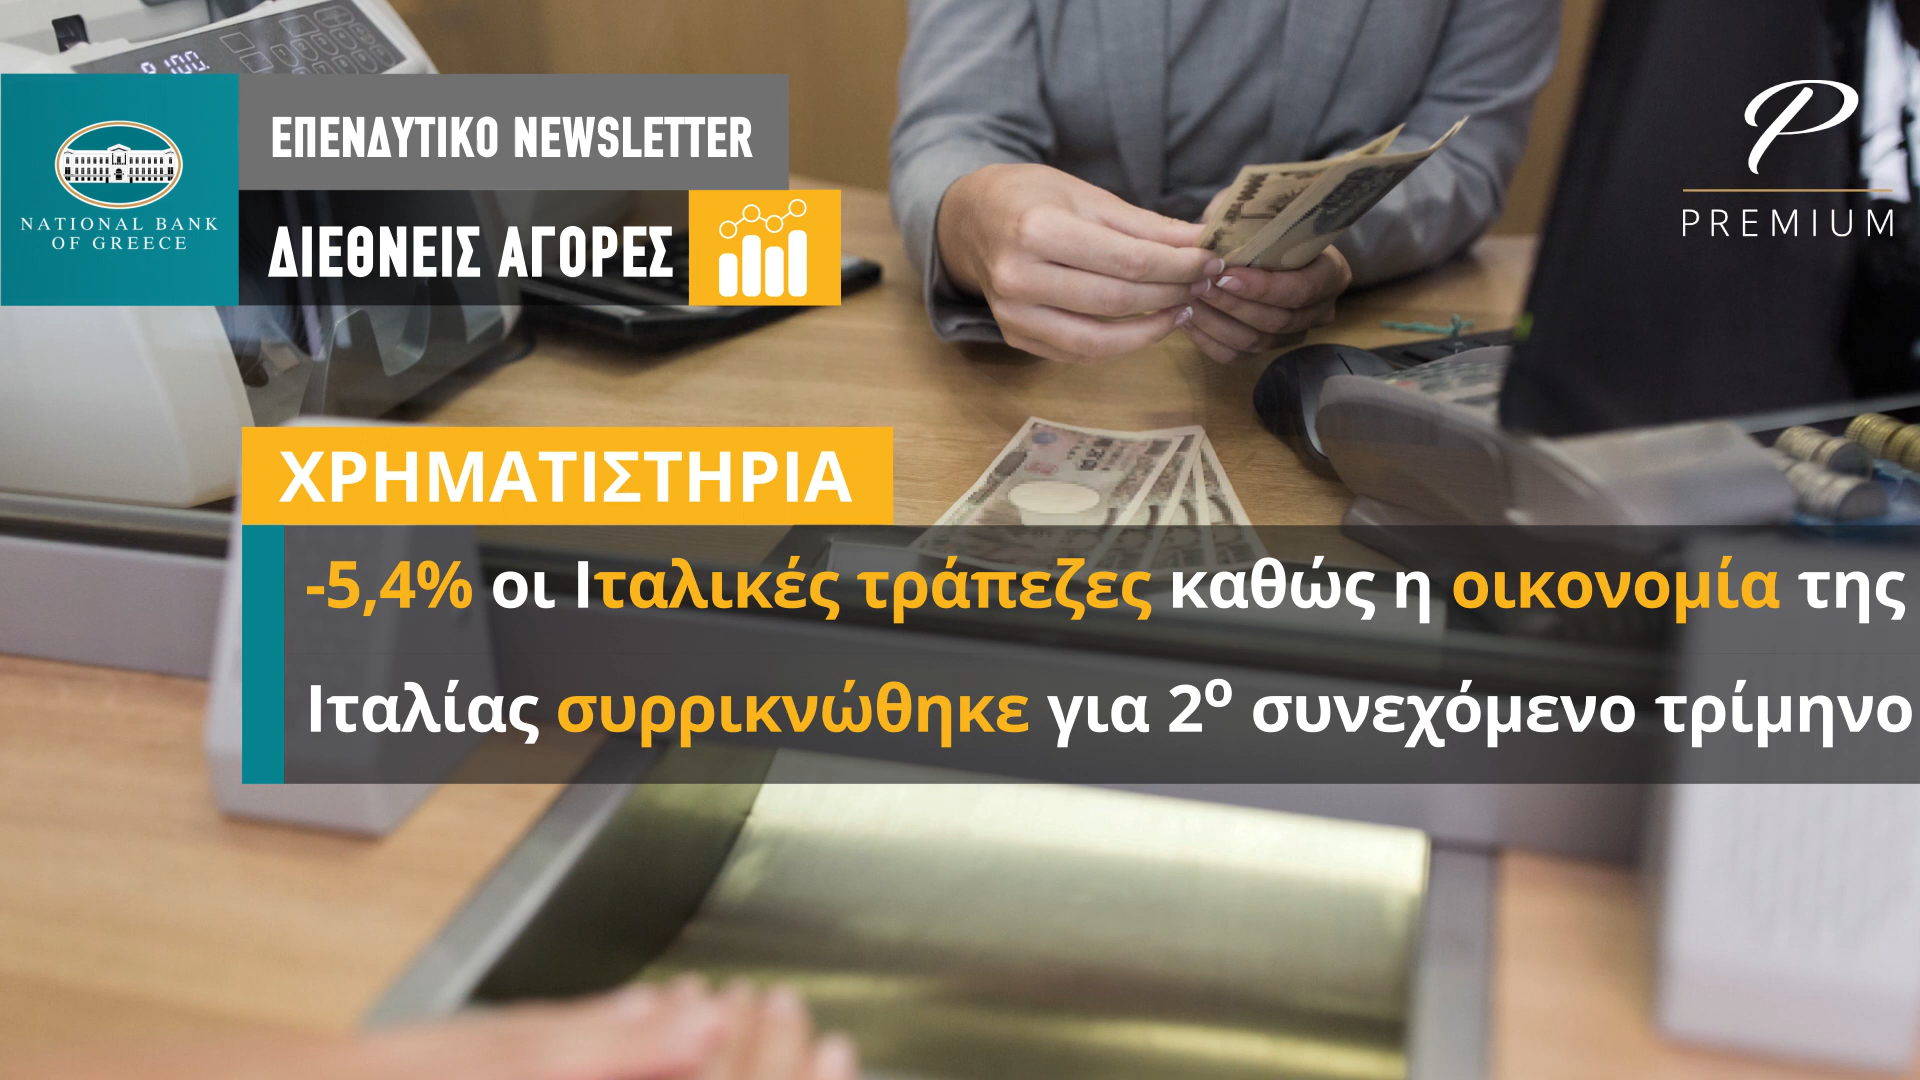 NATIONAL BANK
OF GREECE
ΕΠΕΝΔΥΤΙΚΟ NEWSLETTER
ΔΙΕΘΝΕΙΣ ΑΓΟΡΕΣ
P
PREMIUM
ΧΡΗΜΑΤΙΣΤΗΡΙΑ
-5,4% οι Ιταλικές τράπεζες καθώς η οικονομία της
Ιταλίας συρρικνώθηκε για 2ο συνεχόμενο τρίμηνο